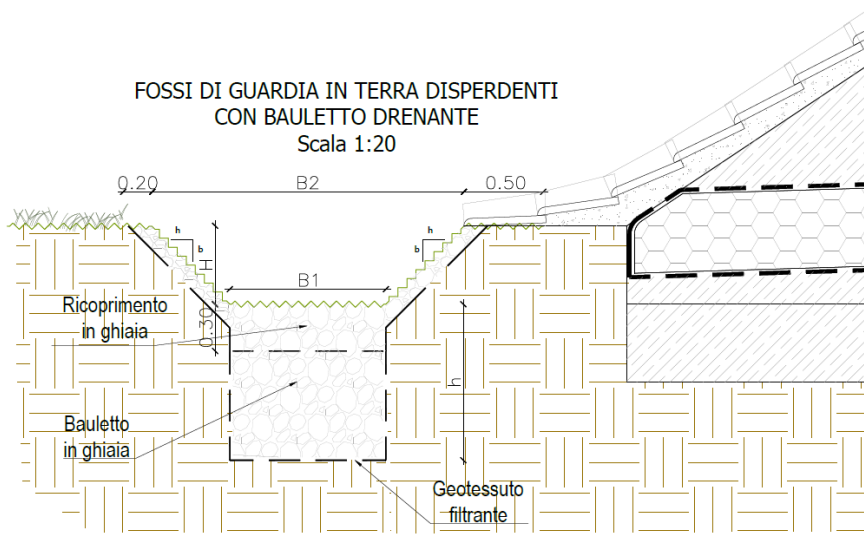 FOSSI DI GUARDIA IN TERRA DISPERDENTI
CON BAULETTO DRENANTE
Scala 1:20
0.20
B2
0.50
h
b
H
h
b
B1
Ricoprimento
in ghiaia
0.30
h
Bauletto
in ghiaia
Geotessuto
filtrante